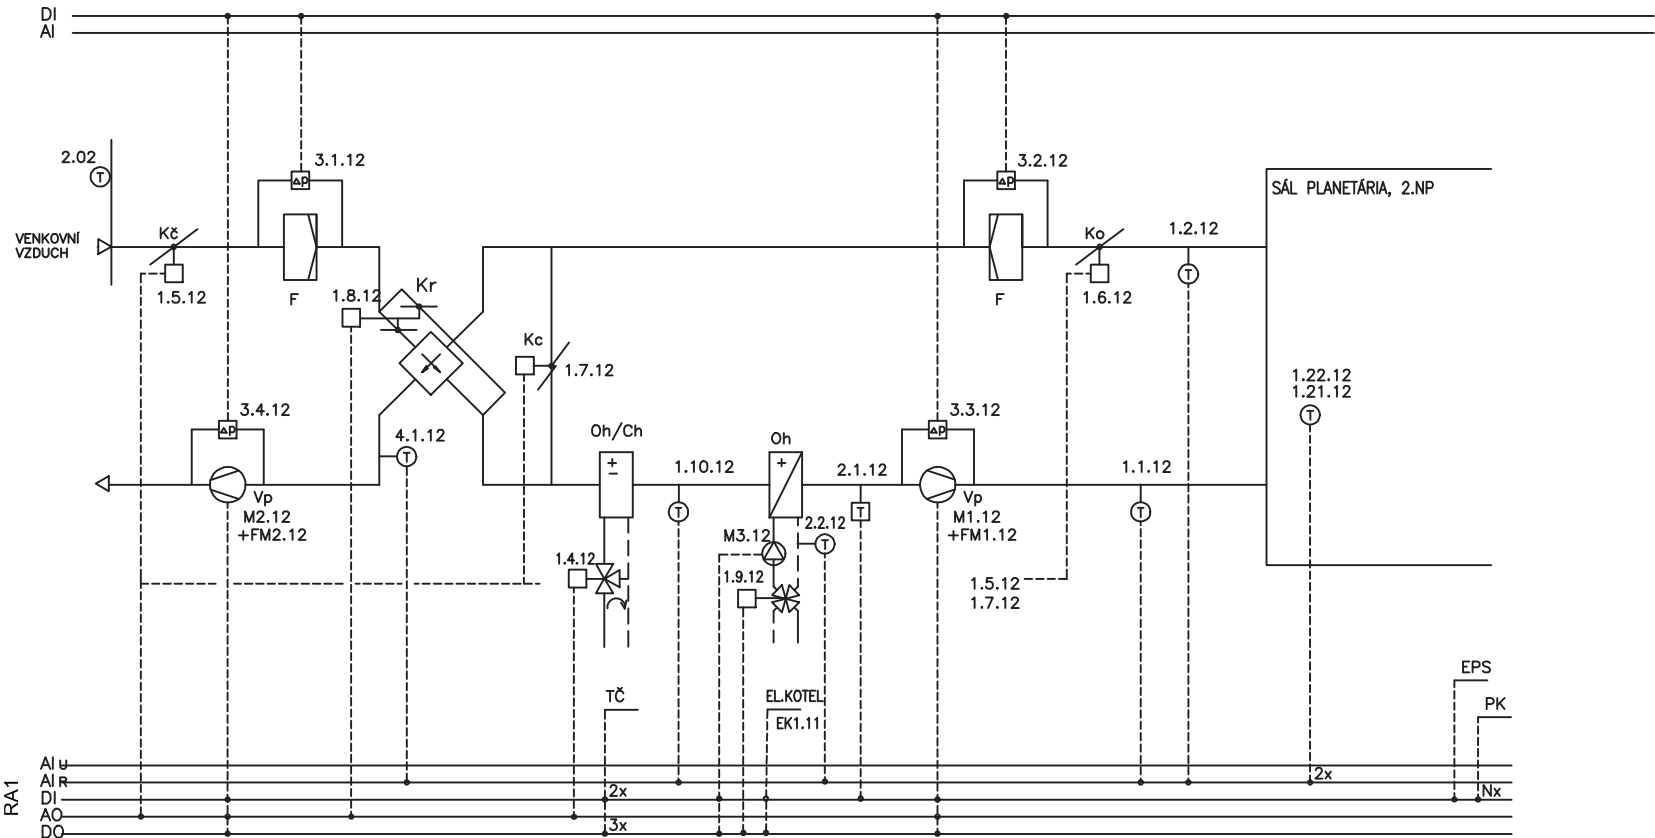 DI
AI
3.1.12
3.2.12
2.02
T
Δp
Δp
SÁL PLANETÁRIA, 2.NP
VENKOVNÍ
VZDUCH
Kč
Ko
1.2.12
T
1.5.12
F
1.8.12
Kr
F
1.6.12
Kc
1.7.12
1.22.12
1.21.12
T
3.4.12
Δp
4.1.12
T
Oh/Ch
+
−
Oh
+
3.3.12
Δp
1.10.12
T
2.1.12
T
1.1.12
T
Vp
M2.12
+FM2.12
Vp
M1.12
+FM1.12
M3.12
2.2.12
T
1.4.12
1.9.12
1.5.12
1.7.12
TČ
EL.KOTEL
EK1.11
EPS
PK
RA1
AI U
AI R
2x
DI
2x
Nx
AO
DO
3x